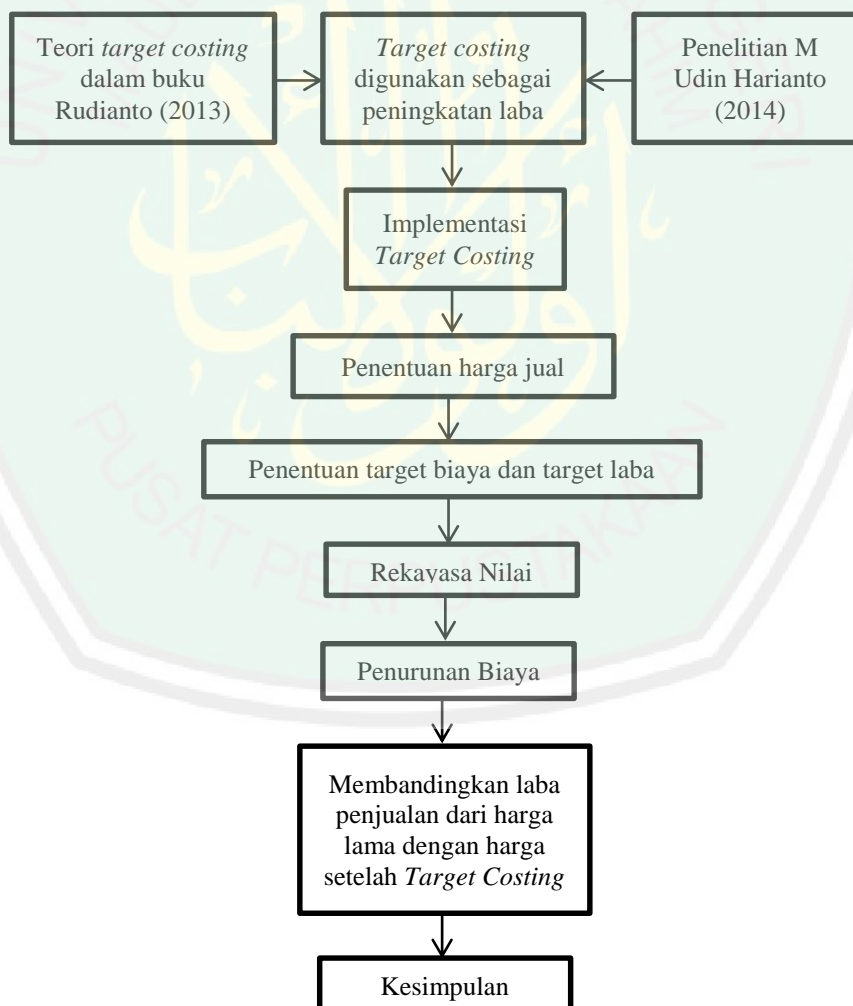 Teori target costing
dalam buku
Rudianto (2013)
Target costing
digunakan sebagai
peningkatan laba
Penelitian M
Udin Harianto
(2014)
Implementasi
Target Costing
Penentuan harga jual
Penentuan target biaya dan target laba
Rekayasa Nilai
Penurunan Biaya
Membandingkan laba
penjualan dari harga
lama dengan harga
setelah Target Costing
Kesimpulan
PUSAT PERPUSTAKAAN